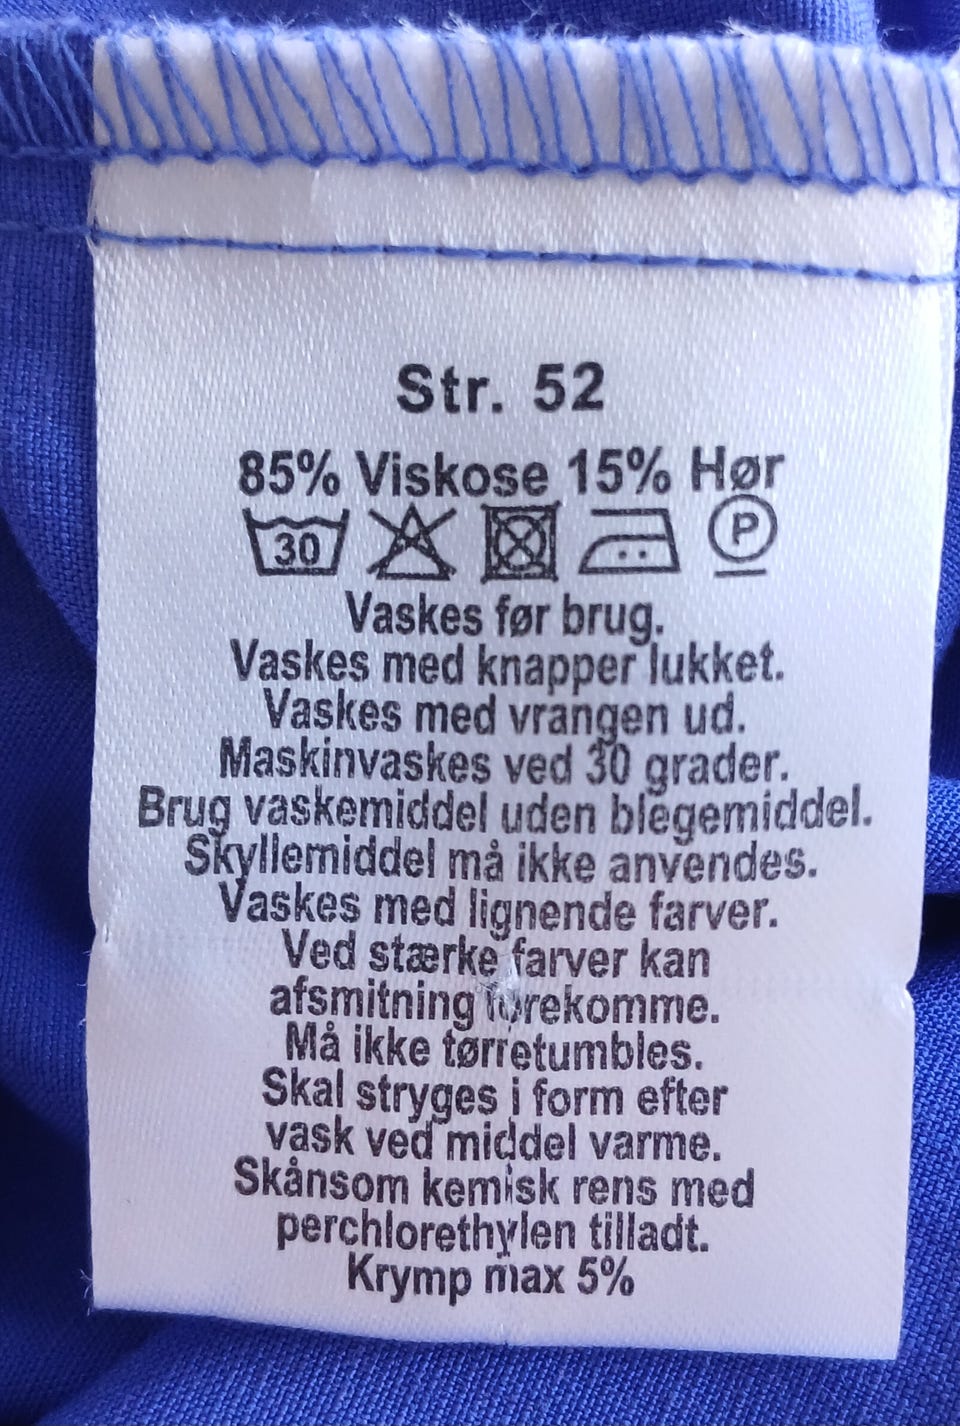 Str. 52
85% Viskose 15% Hør
30 P
Vaskes før brug.
Vaskes med knapper lukket.
Vaskes med vrangen ud.
Maskinvaskes ved 30 grader.
Brug vaskemiddel uden blegemiddel.
Skyllemiddel må ikke anvendes.
Vaskes med lignende farver.
Ved stærke farver kan
afsmitning forekomme.
Må ikke tørretumbles.
Skal stryges i form efter
vask ved middel varme.
Skånsom kemisk rens med
perchlorethylen tilladt.
Krymp max 5%